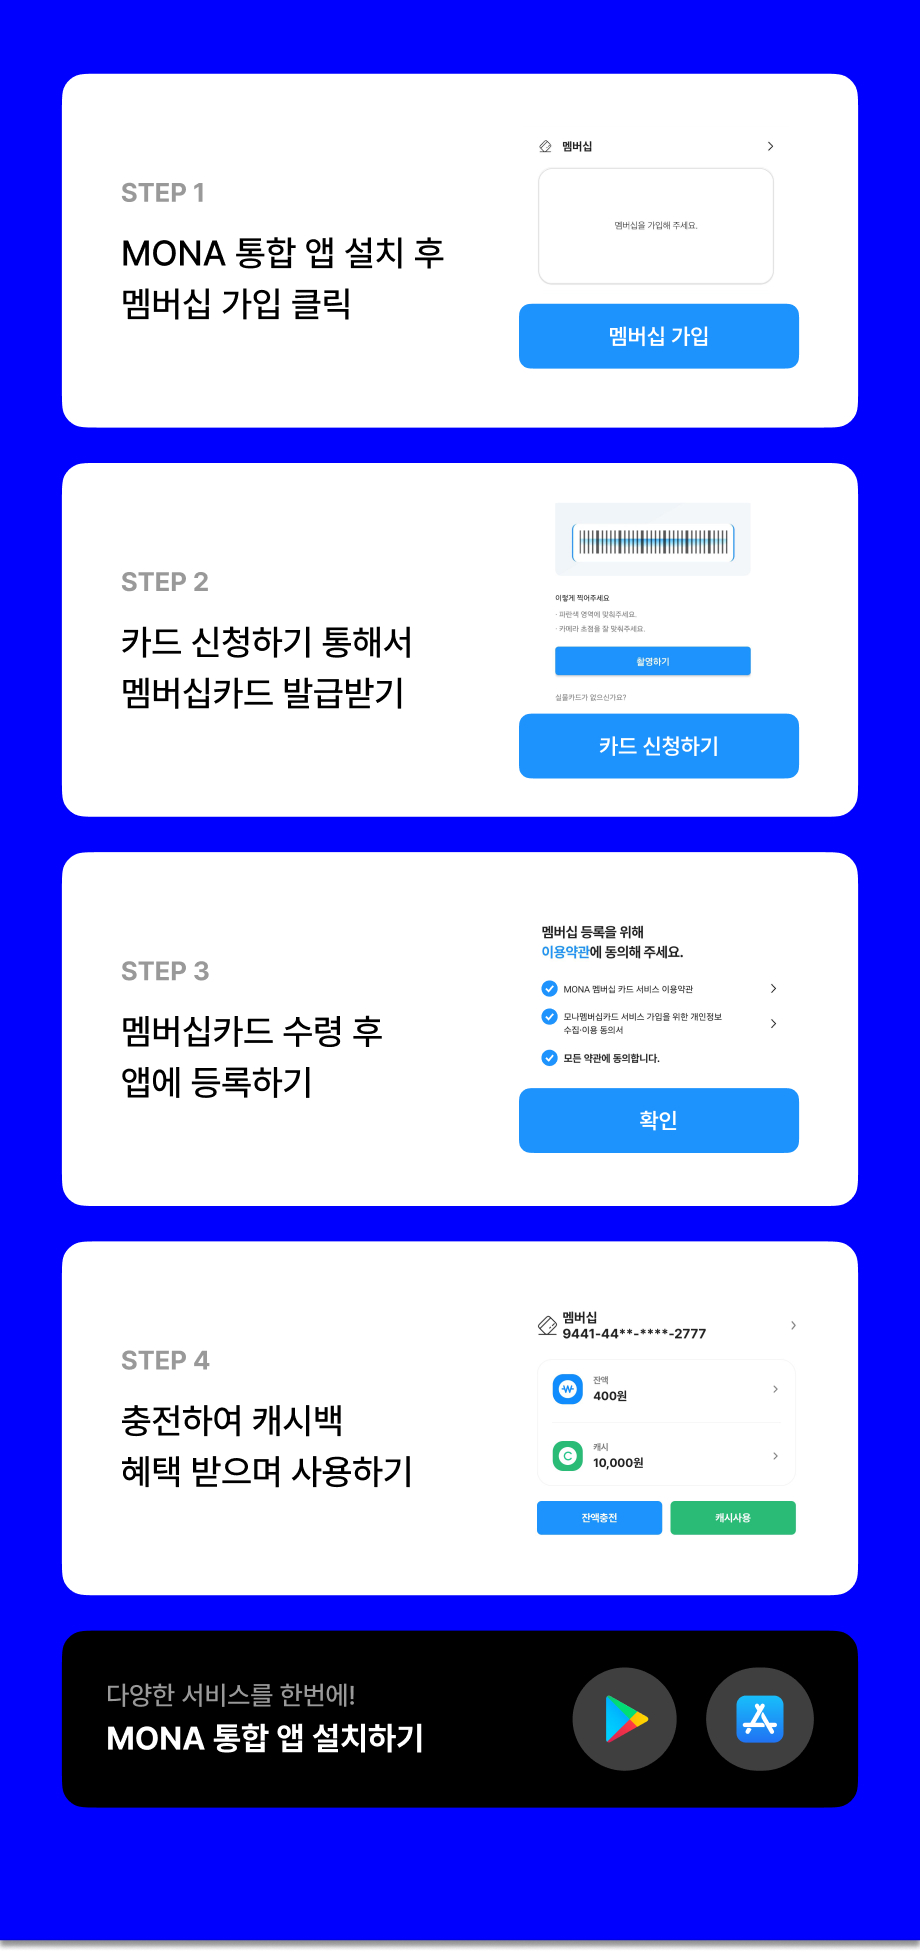 STEP 1
MONA 통합 앱 설치 후
멤버십 가입 클릭
멤버십
멤버십을 가입해 주세요.
멤버십 가입
STEP 2
카드 신청하기 통해서
멤버십카드 발급받기
이렇게 찍어주세요
· 파란색 영역에 맞춰주세요.
· 카메라 초점을 잘 맞춰주세요.
촬영하기
실물카드가 없으신가요?
카드 신청하기
STEP 3
멤버십카드 수령 후
앱에 등록하기
멤버십 등록을 위해
이용약관에 동의해 주세요.
MONA 멤버십 카드 서비스 이용약관
모나멤버십카드 서비스 가입을 위한 개인정보
수집·이용 동의서
모든 약관에 동의합니다.
확인
STEP 4
충전하여 캐시백
혜택 받으며 사용하기
멤버십
9441-44**-****-2777
잔액
400원
캐시
10,000원
잔액충전
캐시사용
다양한 서비스를 한번에!
MONA 통합 앱 설치하기